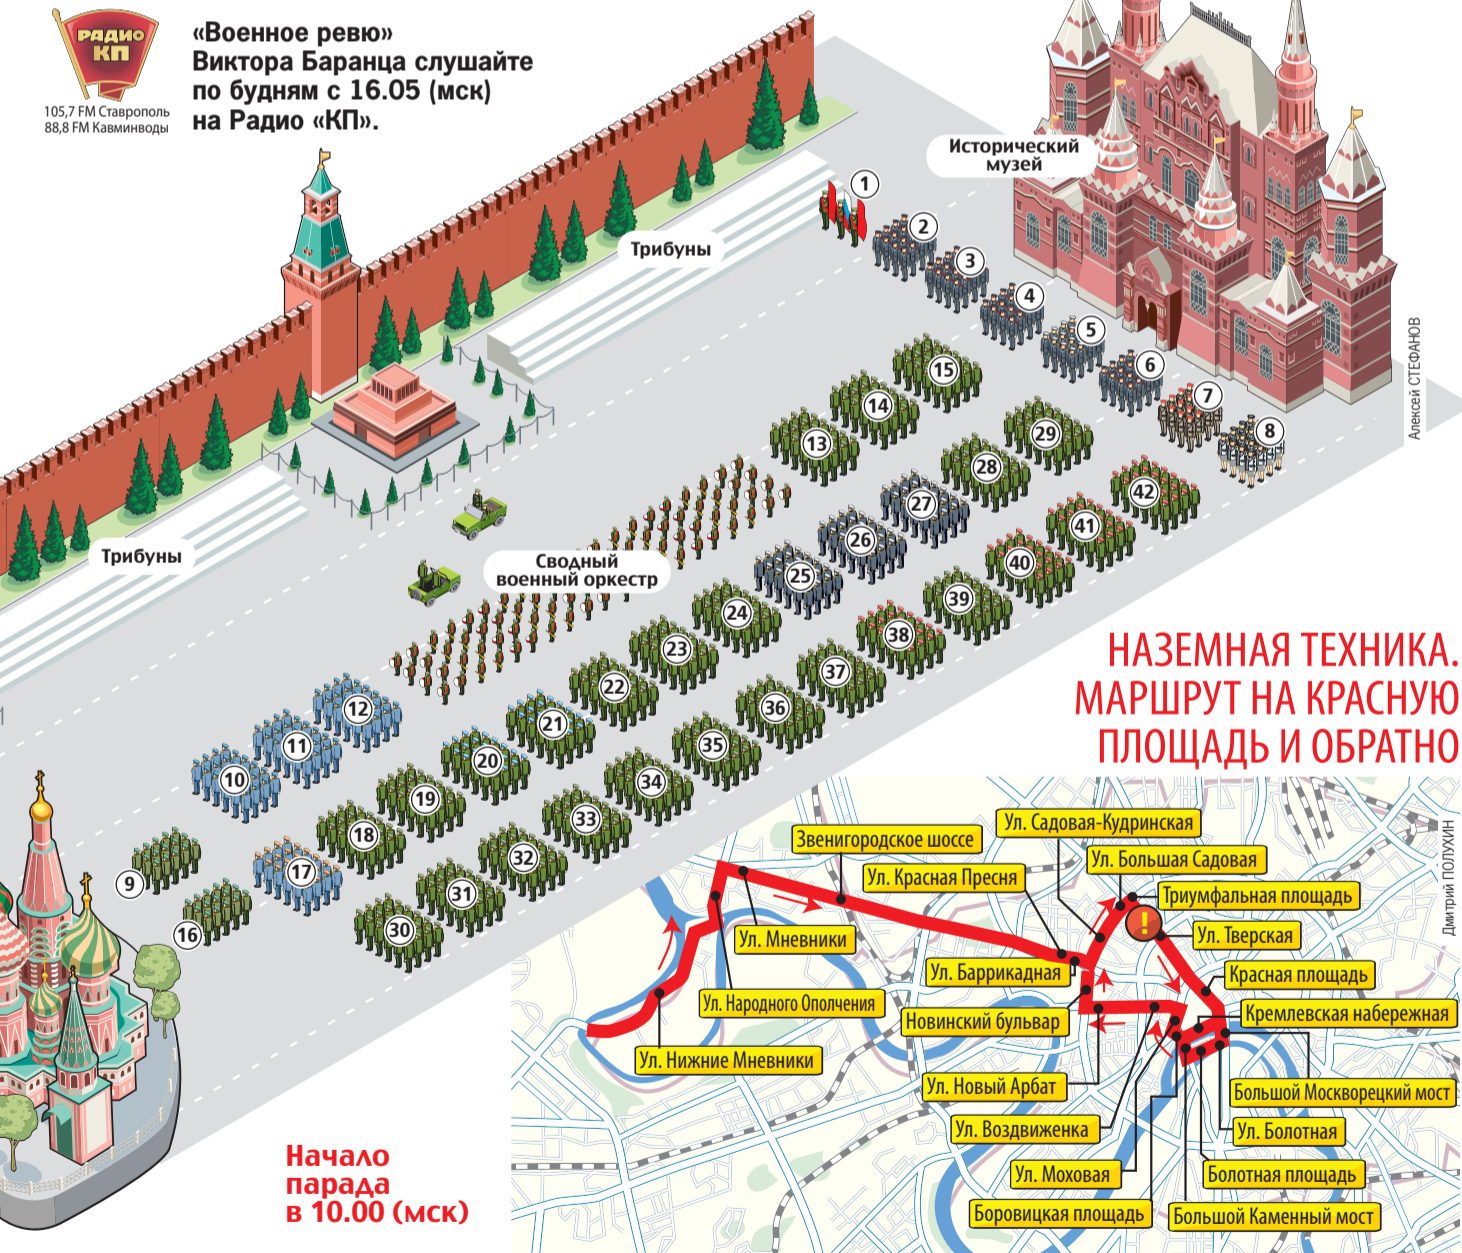 РАДИО
КП
105,7 FM Ставрополь
88,8 FM Кавминводы
«Военное ревю»
Виктора Баранца слушайте
по будням с 16.05 (мск)
на Радио «КП».
Исторический
музей
Трибуны
Трибуны
Сводный
военный оркестр
1
2
3
4
5
6
7
8
9
10
11
12
13
14
15
16
17
18
19
20
21
22
23
24
25
26
27
28
29
30
31
32
33
34
35
36
37
38
39
40
41
42
Алексей СТЕФАНОВ
НАЗЕМНАЯ ТЕХНИКА.
МАРШРУТ НА КРАСНУЮ
ПЛОЩАДЬ И ОБРАТНО
Дмитрий ПОЛУХИН
Звенигородское шоссе
Ул. Садовая-Кудринская
Ул. Большая Садовая
Ул. Красная Пресня
Триумфальная площадь
!
Ул. Мневники
Ул. Тверская
Ул. Баррикадная
Красная площадь
Ул. Народного Ополчения
Новинский бульвар
Кремлевская набережная
Ул. Нижние Мневники
Ул. Новый Арбат
Большой Москворецкий мост
Ул. Воздвиженка
Ул. Болотная
Ул. Моховая
Болотная площадь
Боровицкая площадь
Большой Каменный мост
Начало
парада
в 10.00 (мск)